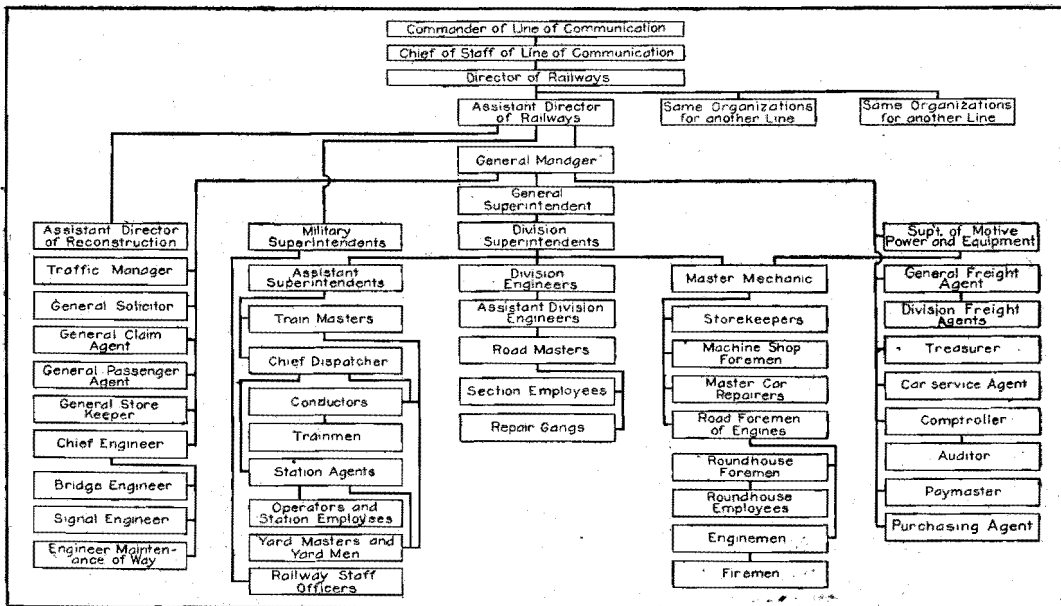 Commander of Line of Communication
Chief of Staff of Line of Communication
Director of Railways
Assistant Director
of Railways
Same Organizations
for another Line
Same Organizations
for another Line
General Manager
General
Superintendent
Assistant Director
of Reconstruction
Traffic Manager
General Solicitor
General Claim
Agent
General Passenger
Agent
General Store
Keeper
Chief Engineer
Bridge Engineer
Signal Engineer
Engineer Mainten-
ance of Way
Military
Superintendents
Assistant
Superintendents
Train Masters
Chief Dispatcher
Conductors
Trainmen
Station Agents
Operators and
Station Employees
Yard Masters and
Yard Men
Railway Staff
Officers
Division
Superintendents
Division
Engineers
Assistant Division
Engineers
Road Masters
Section Employees
Repair Gangs
Master Mechanic
Storekeepers
Machine Shop
Foremen
Master Car
Repairers
Road Foremen
of Engines
Roundhouse
Foremen
Roundhouse
Employees
Enginemen
Firemen
Supt. of Motive
Power and Equipment
General Freight
Agent
Division Freight
Agents
Treasurer
Car service Agent
Comptroller
Auditor
Paymaster
Purchasing Agent